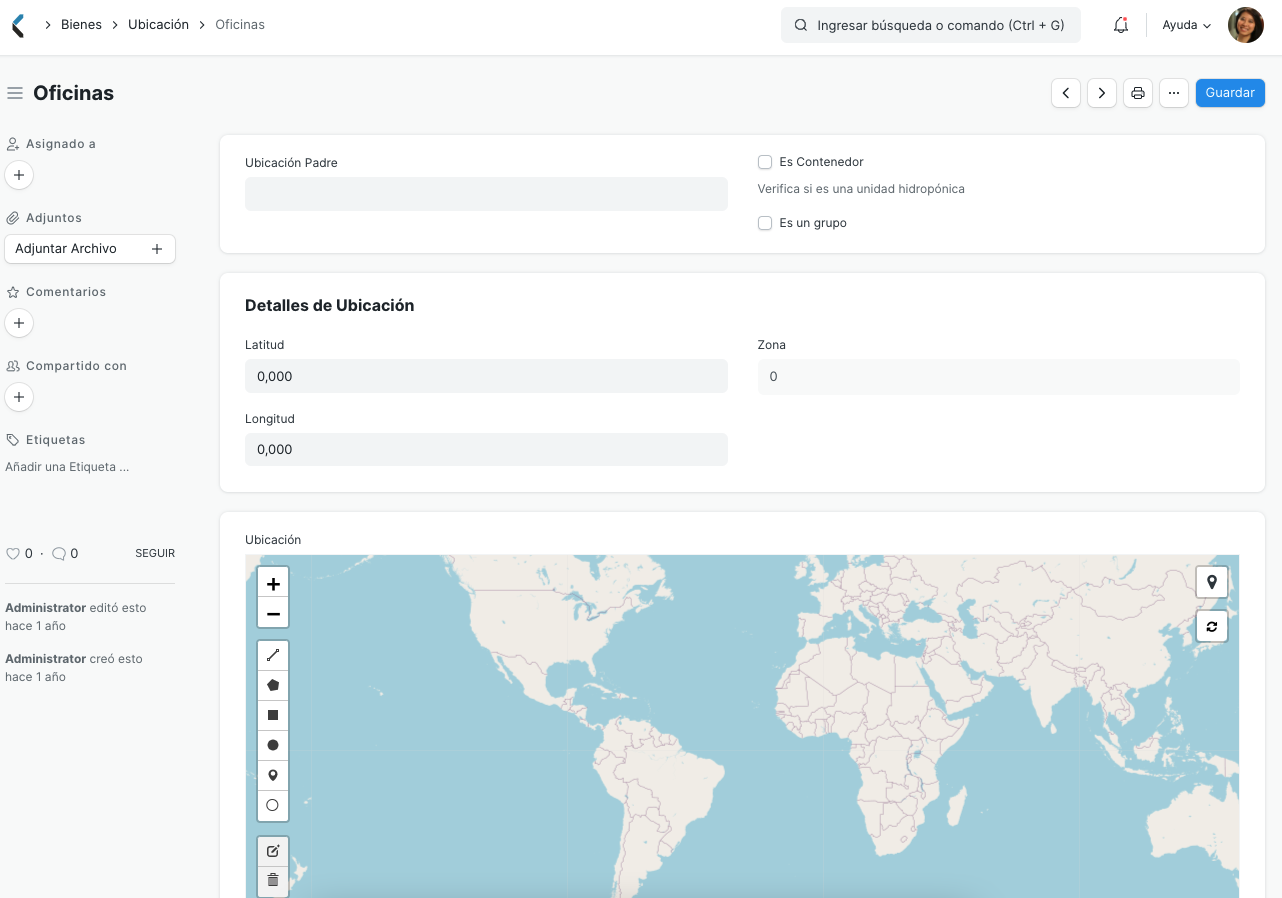 Bienes
Ubicación
Oficinas
Ingresar búsqueda o comando (Ctrl + G)
Ayuda
Oficinas
Guardar
Asignado a
Adjuntos
Adjuntar Archivo
Comentarios
Compartido con
Etiquetas
Añadir una Etiqueta ...
0 · 0 SEGUIR
Administrator editó esto
hace 1 año
Administrator creó esto
hace 1 año
Ubicación Padre
Es Contenedor
Verifica si es una unidad hidropónica
Es un grupo
Detalles de Ubicación
Latitud
0,000
Longitud
0,000
Zona
0
Ubicación
+
−